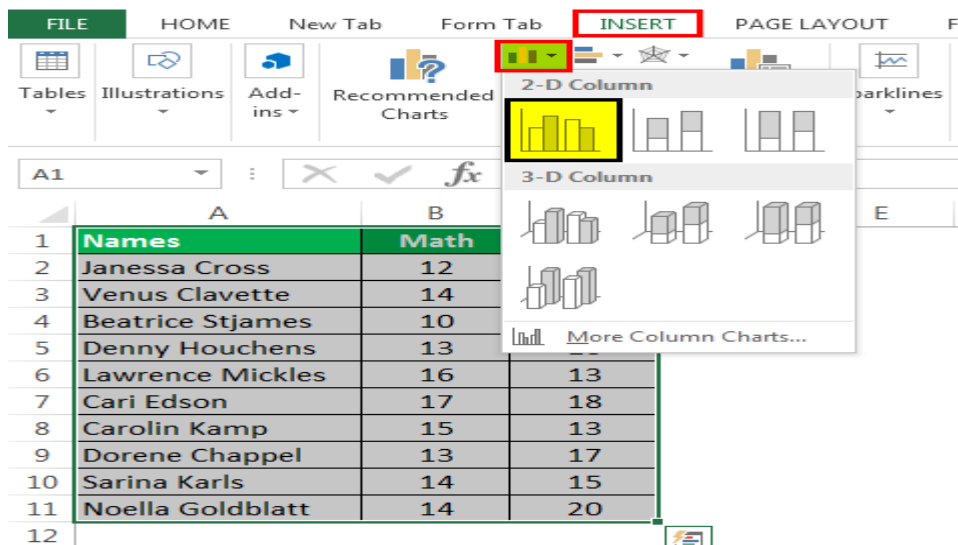 FILE HOME New Tab Form Tab INSERT PAGE LAYOUT F
Tables Illustrations Add-ins Recommended Charts
2-D Column
3-D Column
More Column Charts...
A1 fx
A B E
1 Names Math
2 Janessa Cross 12
3 Venus Clavette 14
4 Beatrice Stjames 10
5 Denny Houchens 13
6 Lawrence Mickles 16 13
7 Cari Edson 17 18
8 Carolin Kamp 15 13
9 Dorene Chappel 13 17
10 Sarina Karls 14 15
11 Noella Goldblatt 14 20
12